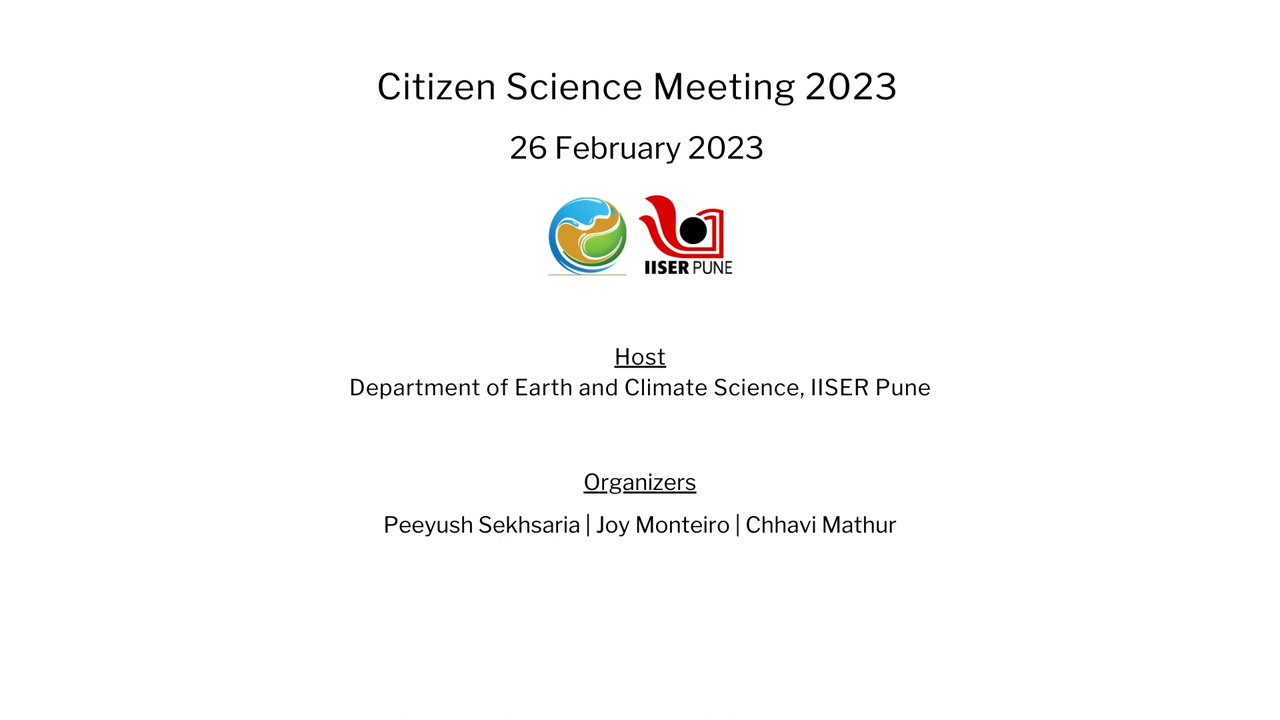 Citizen Science Meeting 2023
26 February 2023
IISER PUNE
Host
Department of Earth and Climate Science, IISER Pune
Organizers
Peeyush Sekhsaria | Joy Monteiro | Chhavi Mathur